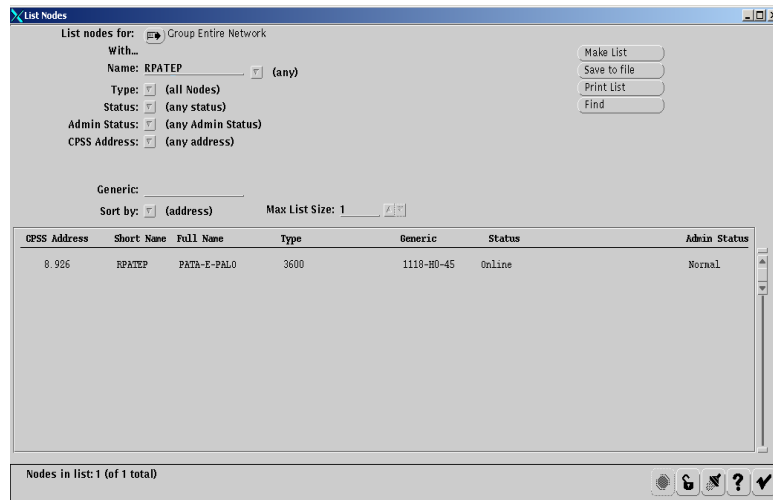 List Nodes
List nodes for: Group Entire Network
With...
Make List
Name: RPATEP (any)
Save to file
Type: (all Nodes)
Print List
Status: (any status)
Find
Admin Status: (any Admin Status)
CPSS Address: (any address)
Generic:
Sort by: (address) Max List Size: 1
CPSS Address Short Name Full Name Type Generic Status Admin Status
8.926 RPATEP PATA-E-PALO 3600 1118-H0-45 Online Normal
Nodes in list: 1 (of 1 total)
?